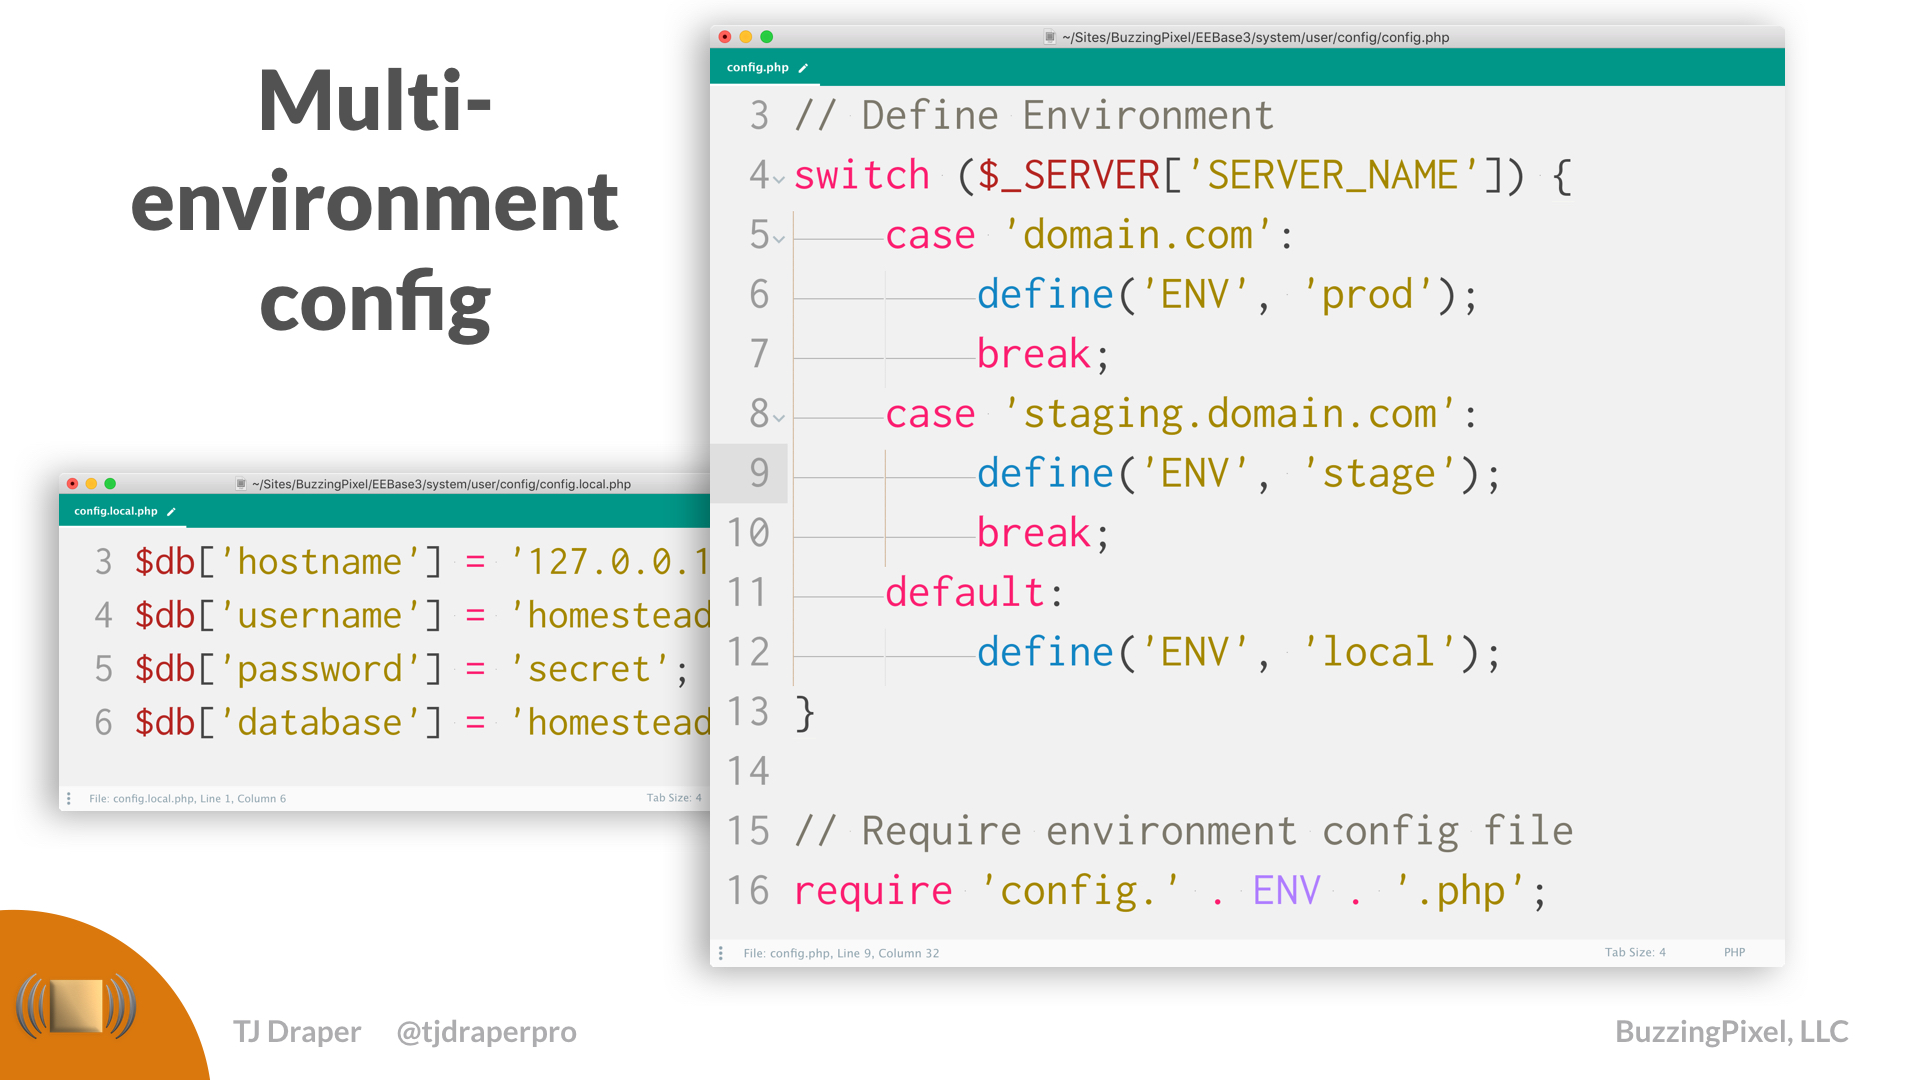 Multi-
environment
config
~/Sites/BuzzingPixel/EEBase3/system/user/config/config.local.php
config.local.php
3 $db['hostname'] = '127.0.0.1
4 $db['username'] = 'homestead
5 $db['password'] = 'secret';
6 $db['database'] = 'homestead
File: config.local.php, Line 1, Column 6 Tab Size: 4
~/Sites/BuzzingPixel/EEBase3/system/user/config/config.php
config.php
3 // Define Environment
4 switch ($_SERVER['SERVER_NAME']) {
5 case 'domain.com':
6 define('ENV', 'prod');
7 break;
8 case 'staging.domain.com':
9 define('ENV', 'stage');
10 break;
11 default:
12 define('ENV', 'local');
13 }
14
15 // Require environment config file
16 require 'config.' . ENV . '.php';
File: config.php, Line 9, Column 32 Tab Size: 4 PHP
TJ Draper @tjdraperpro BuzzingPixel, LLC